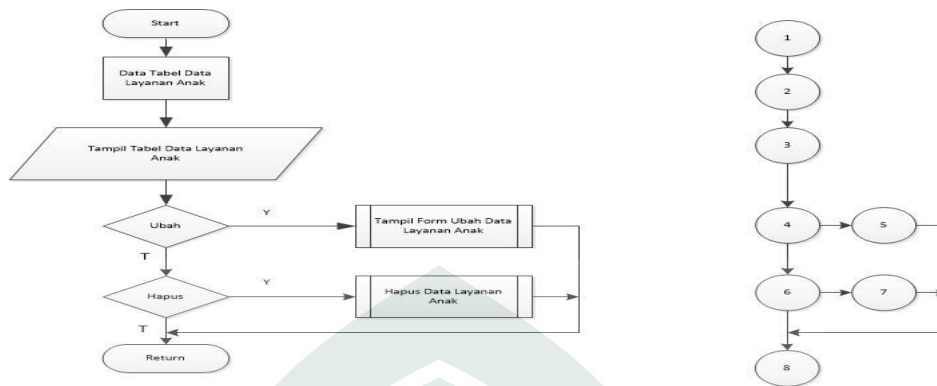 Start
Data Tabel Data
Layanan Anak
Tampil Tabel Data Layanan
Anak
Ubah
Y
Tampil Form Ubah Data
Layanan Anak
T
Hapus
Y
Hapus Data Layanan
Anak
T
Return
1
2
3
4
5
6
7
8